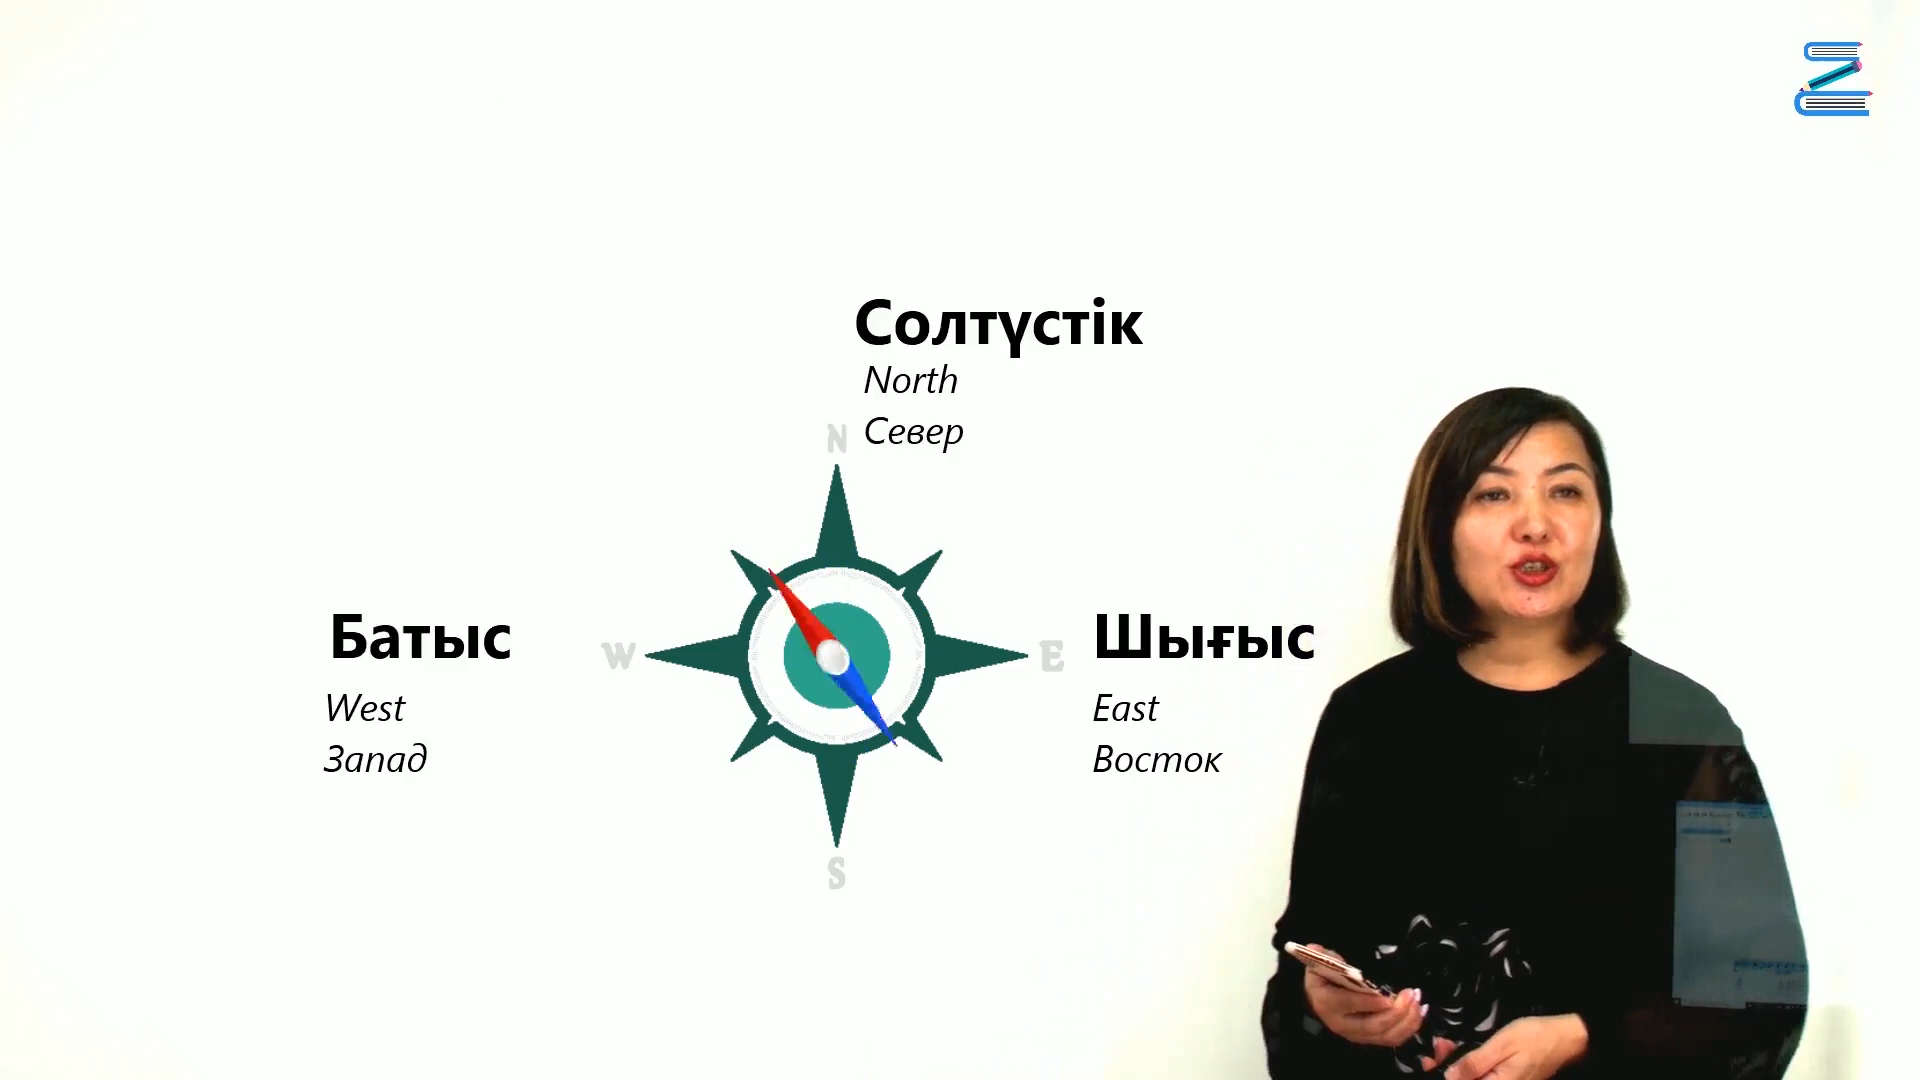 Солтүстік
North
Север
N
Батыс
West
Запад
W
E
Шығыс
East
Восток
S